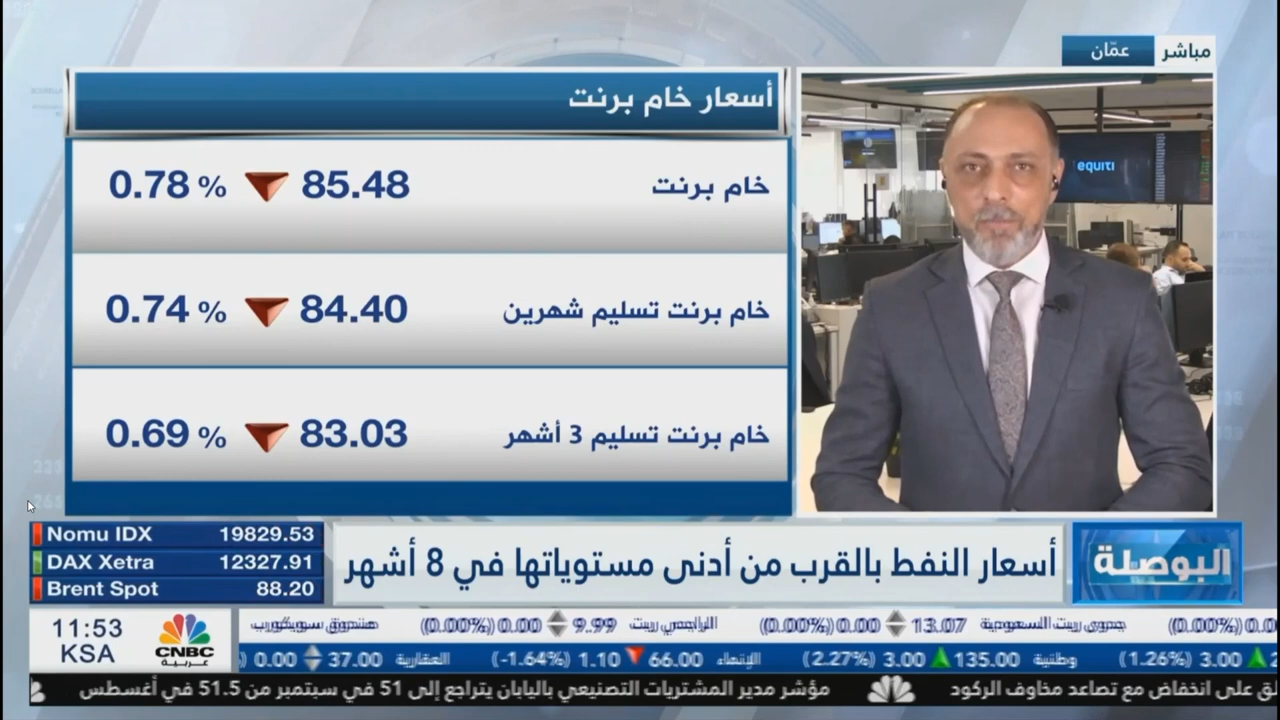 مباشر
عمّان
أسعار خام برنت
خام برنت 85.48 0.78 %
خام برنت تسليم شهرين 84.40 0.74 %
خام برنت تسليم 3 أشهر 83.03 0.69 %
equiti
البوصلة
أسعار النفط بالقرب من أدنى مستوياتها في 8 أشهر
Nomu IDX 19829.53
DAX Xetra 12327.91
Brent Spot 88.20
11:53
KSA
CNBC
عربية
(0.00%) جدوى ريت السعودية 13.07 0.00 (0.00%) الراجحي ريت 9.99 0.00 (0.00%) صندوق سويكورب
3.00 (1.26%) وطنية 135.00 3.00 (2.27%) الإنماء 66.00 1.10 (-1.64%) العقارية 37.00 0.00
على انخفاض مع تصاعد مخاوف الركود
مؤشر مدير المشتريات التصنيعي باليابان يتراجع إلى 51 في سبتمبر من 51.5 في أغسطس